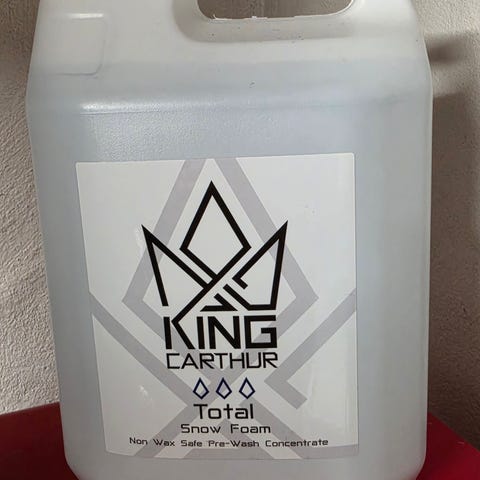 KING
CARTHUR
Total
Snow Foam
Non Wax Safe Pre-Wash Concentrate